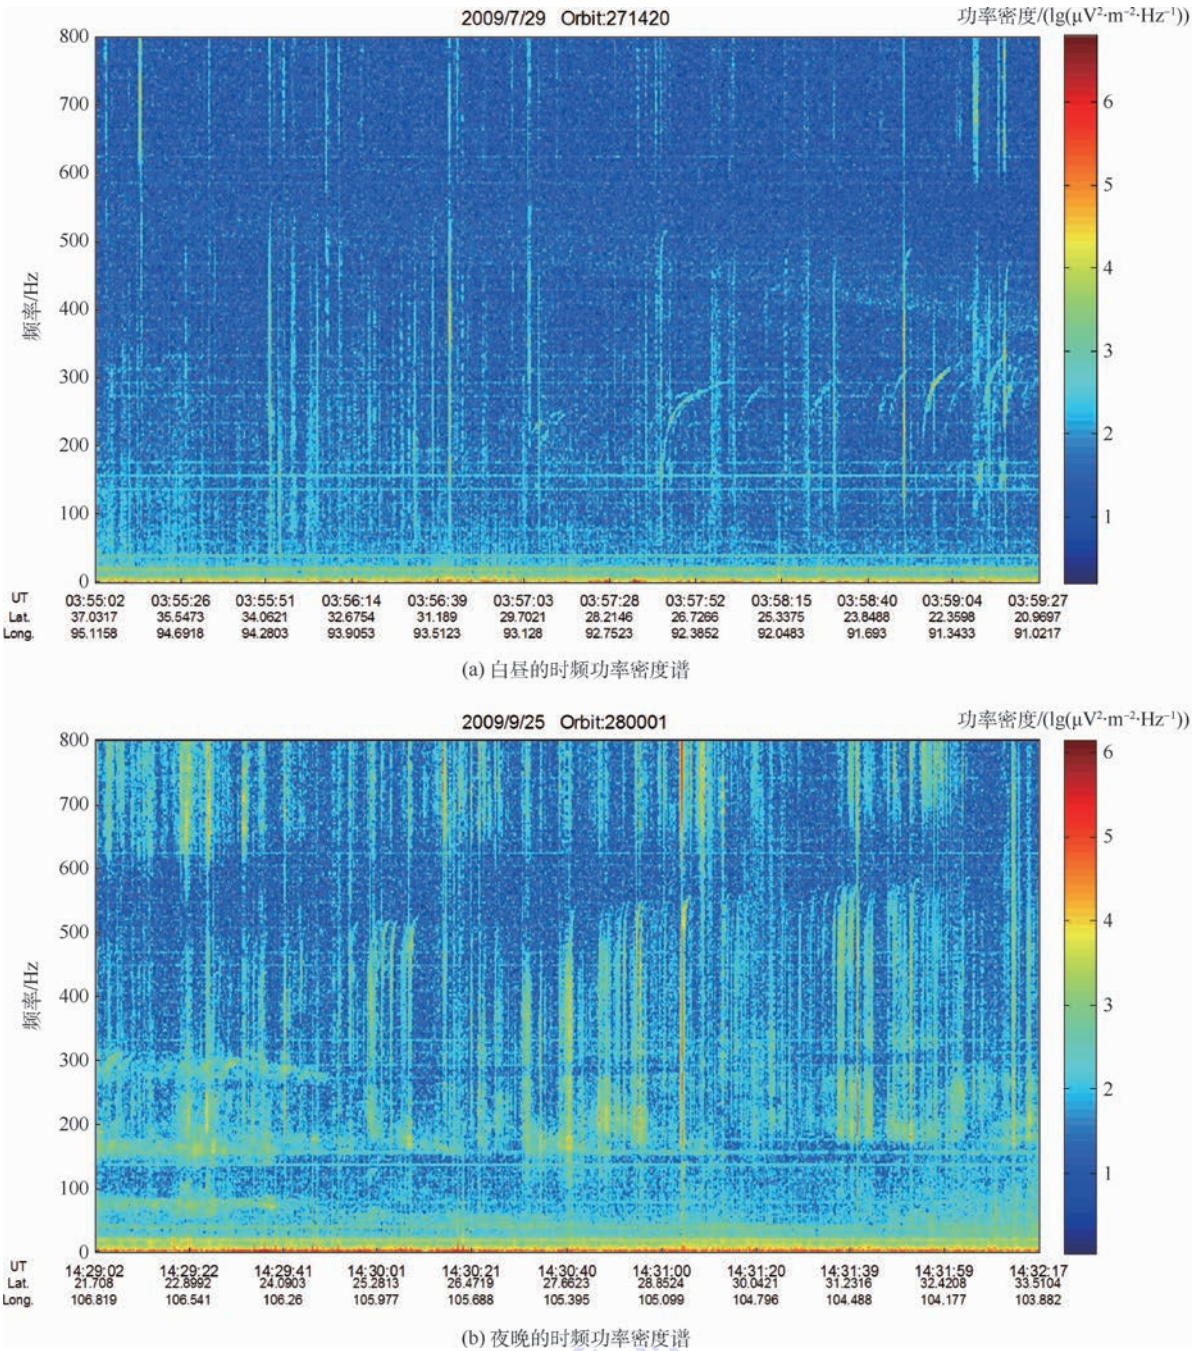 2009/7/29 Orbit:271420
功率密度/(lg(μV²·m⁻²·Hz⁻¹))
800
700
600
500
400
300
200
100
0
频率/Hz
6
5
4
3
2
1
UT 03:55:02 03:55:26 03:55:51 03:56:14 03:56:39 03:57:03 03:57:28 03:57:52 03:58:15 03:58:40 03:59:04 03:59:27
Lat. 37.0317 35.5473 34.0621 32.6754 31.189 29.7021 28.2146 26.7266 25.3375 23.8488 22.3598 20.9697
Long. 95.1158 94.6918 94.2803 93.9053 93.5123 93.128 92.7523 92.3852 92.0483 91.693 91.3433 91.0217
(a) 白昼的时频功率密度谱
2009/9/25 Orbit:280001
功率密度/(lg(μV²·m⁻²·Hz⁻¹))
800
700
600
500
400
300
200
100
0
频率/Hz
6
5
4
3
2
1
UT 14:29:02 14:29:22 14:29:41 14:30:01 14:30:21 14:30:40 14:31:00 14:31:20 14:31:39 14:31:59 14:32:17
Lat. 21.708 22.8992 24.0903 25.2813 26.4719 27.6623 28.8524 30.0421 31.2316 32.4208 33.5104
Long. 106.819 106.541 106.26 105.977 105.688 105.395 105.099 104.796 104.488 104.177 103.882
(b) 夜晚的时频功率密度谱